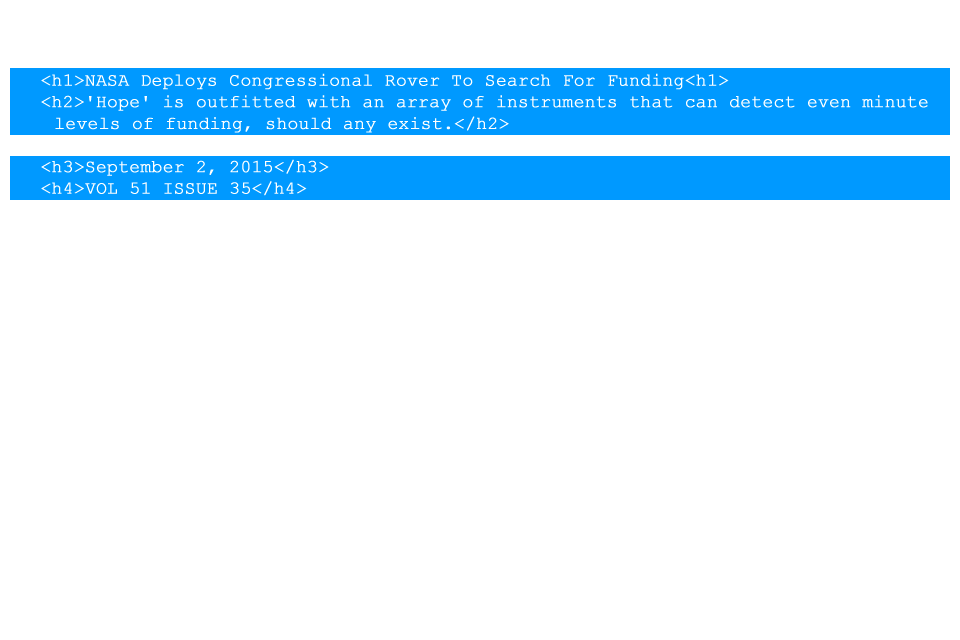 <h1>NASA Deploys Congressional Rover To Search For Funding<h1>
<h2>'Hope' is outfitted with an array of instruments that can detect even minute
levels of funding, should any exist.</h2>
<h3>September 2, 2015</h3>
<h4>VOL 51 ISSUE 35</h4>